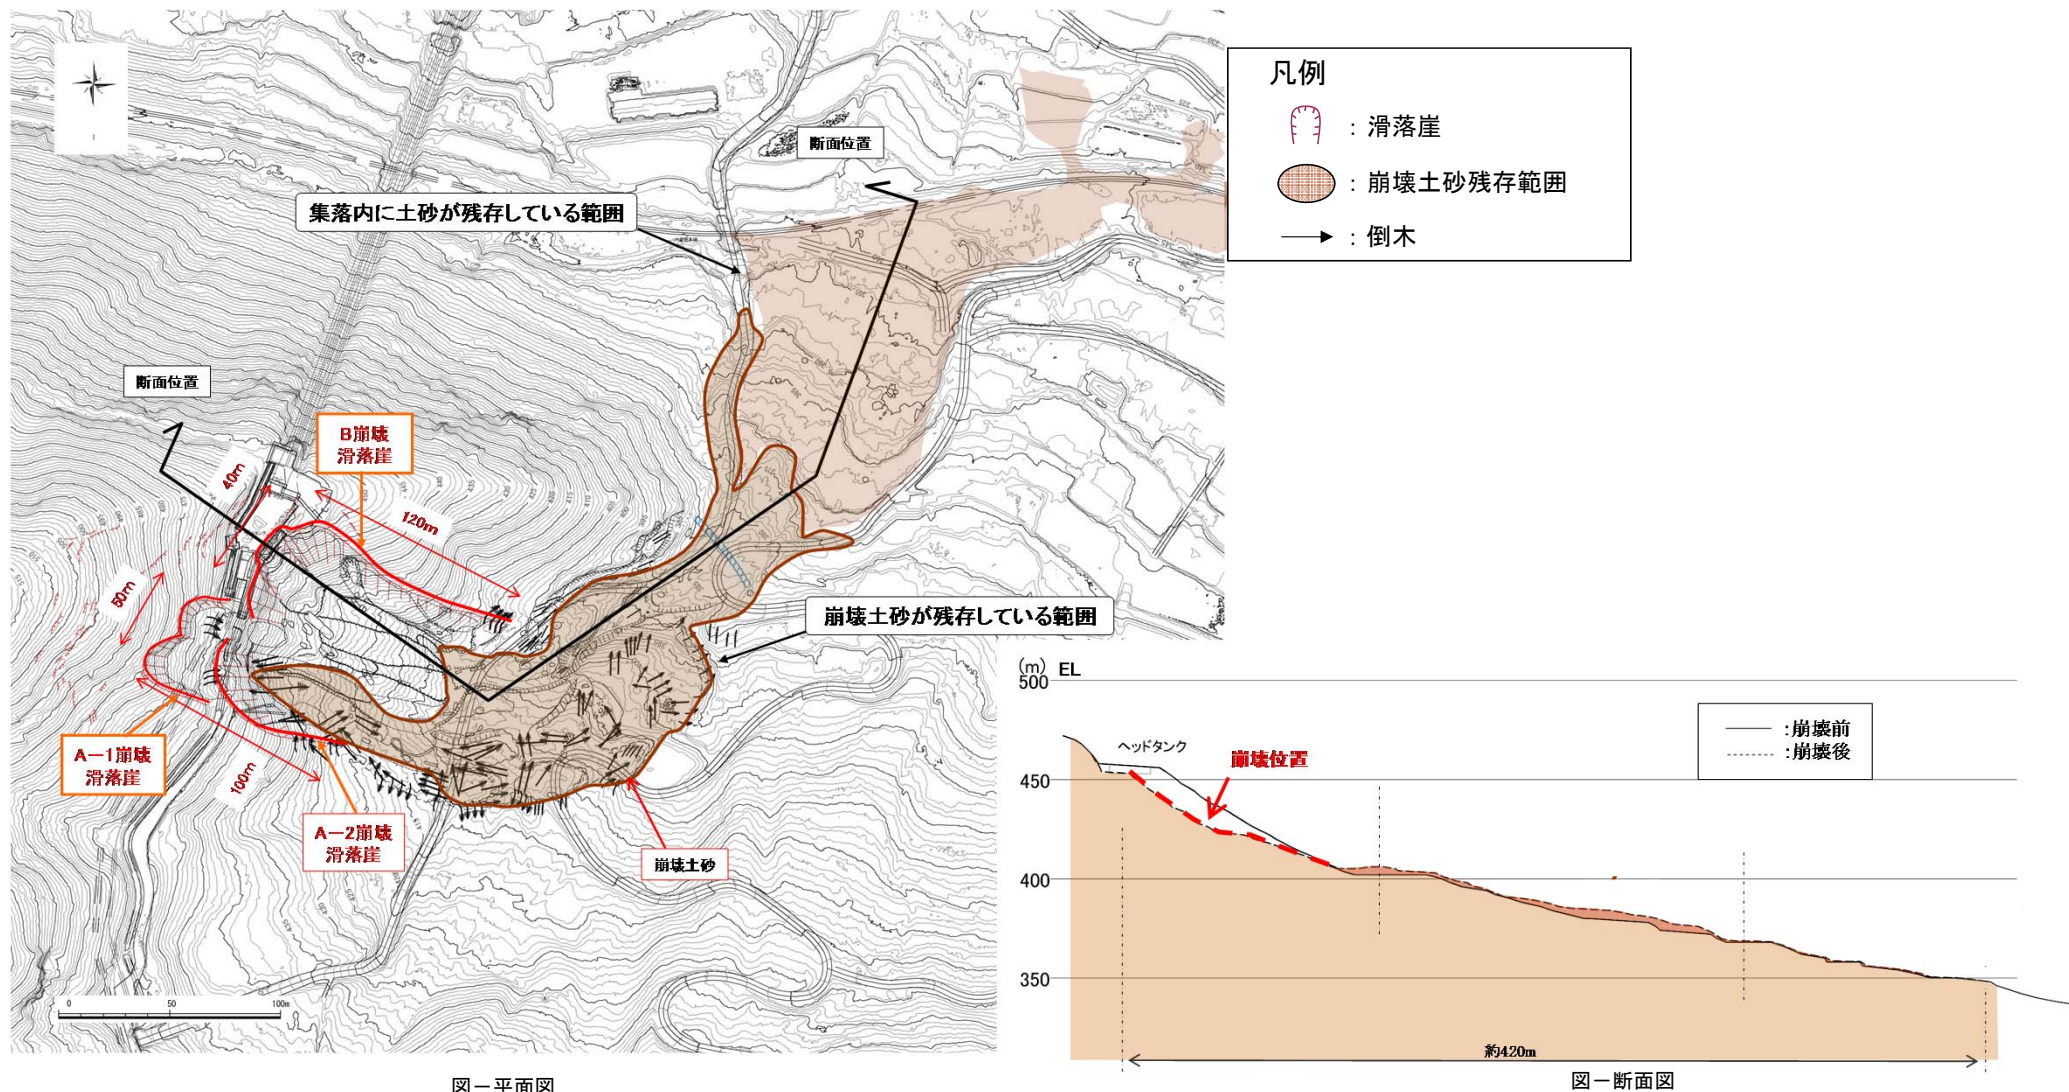 断面位置
集落内に土砂が残存している範囲
断面位置
B崩壊
滑落崖
40m
120m
50m
A－1崩壊
滑落崖
100m
A－2崩壊
滑落崖
崩壊土砂が残存している範囲
崩壊土砂
0 50 100m
図－平面図
凡例
：滑落崖
：崩壊土砂残存範囲
：倒木
(m) EL
500
450
400
350
ヘッドタンク
崩壊位置
：崩壊前
：崩壊後
約420m
図－断面図